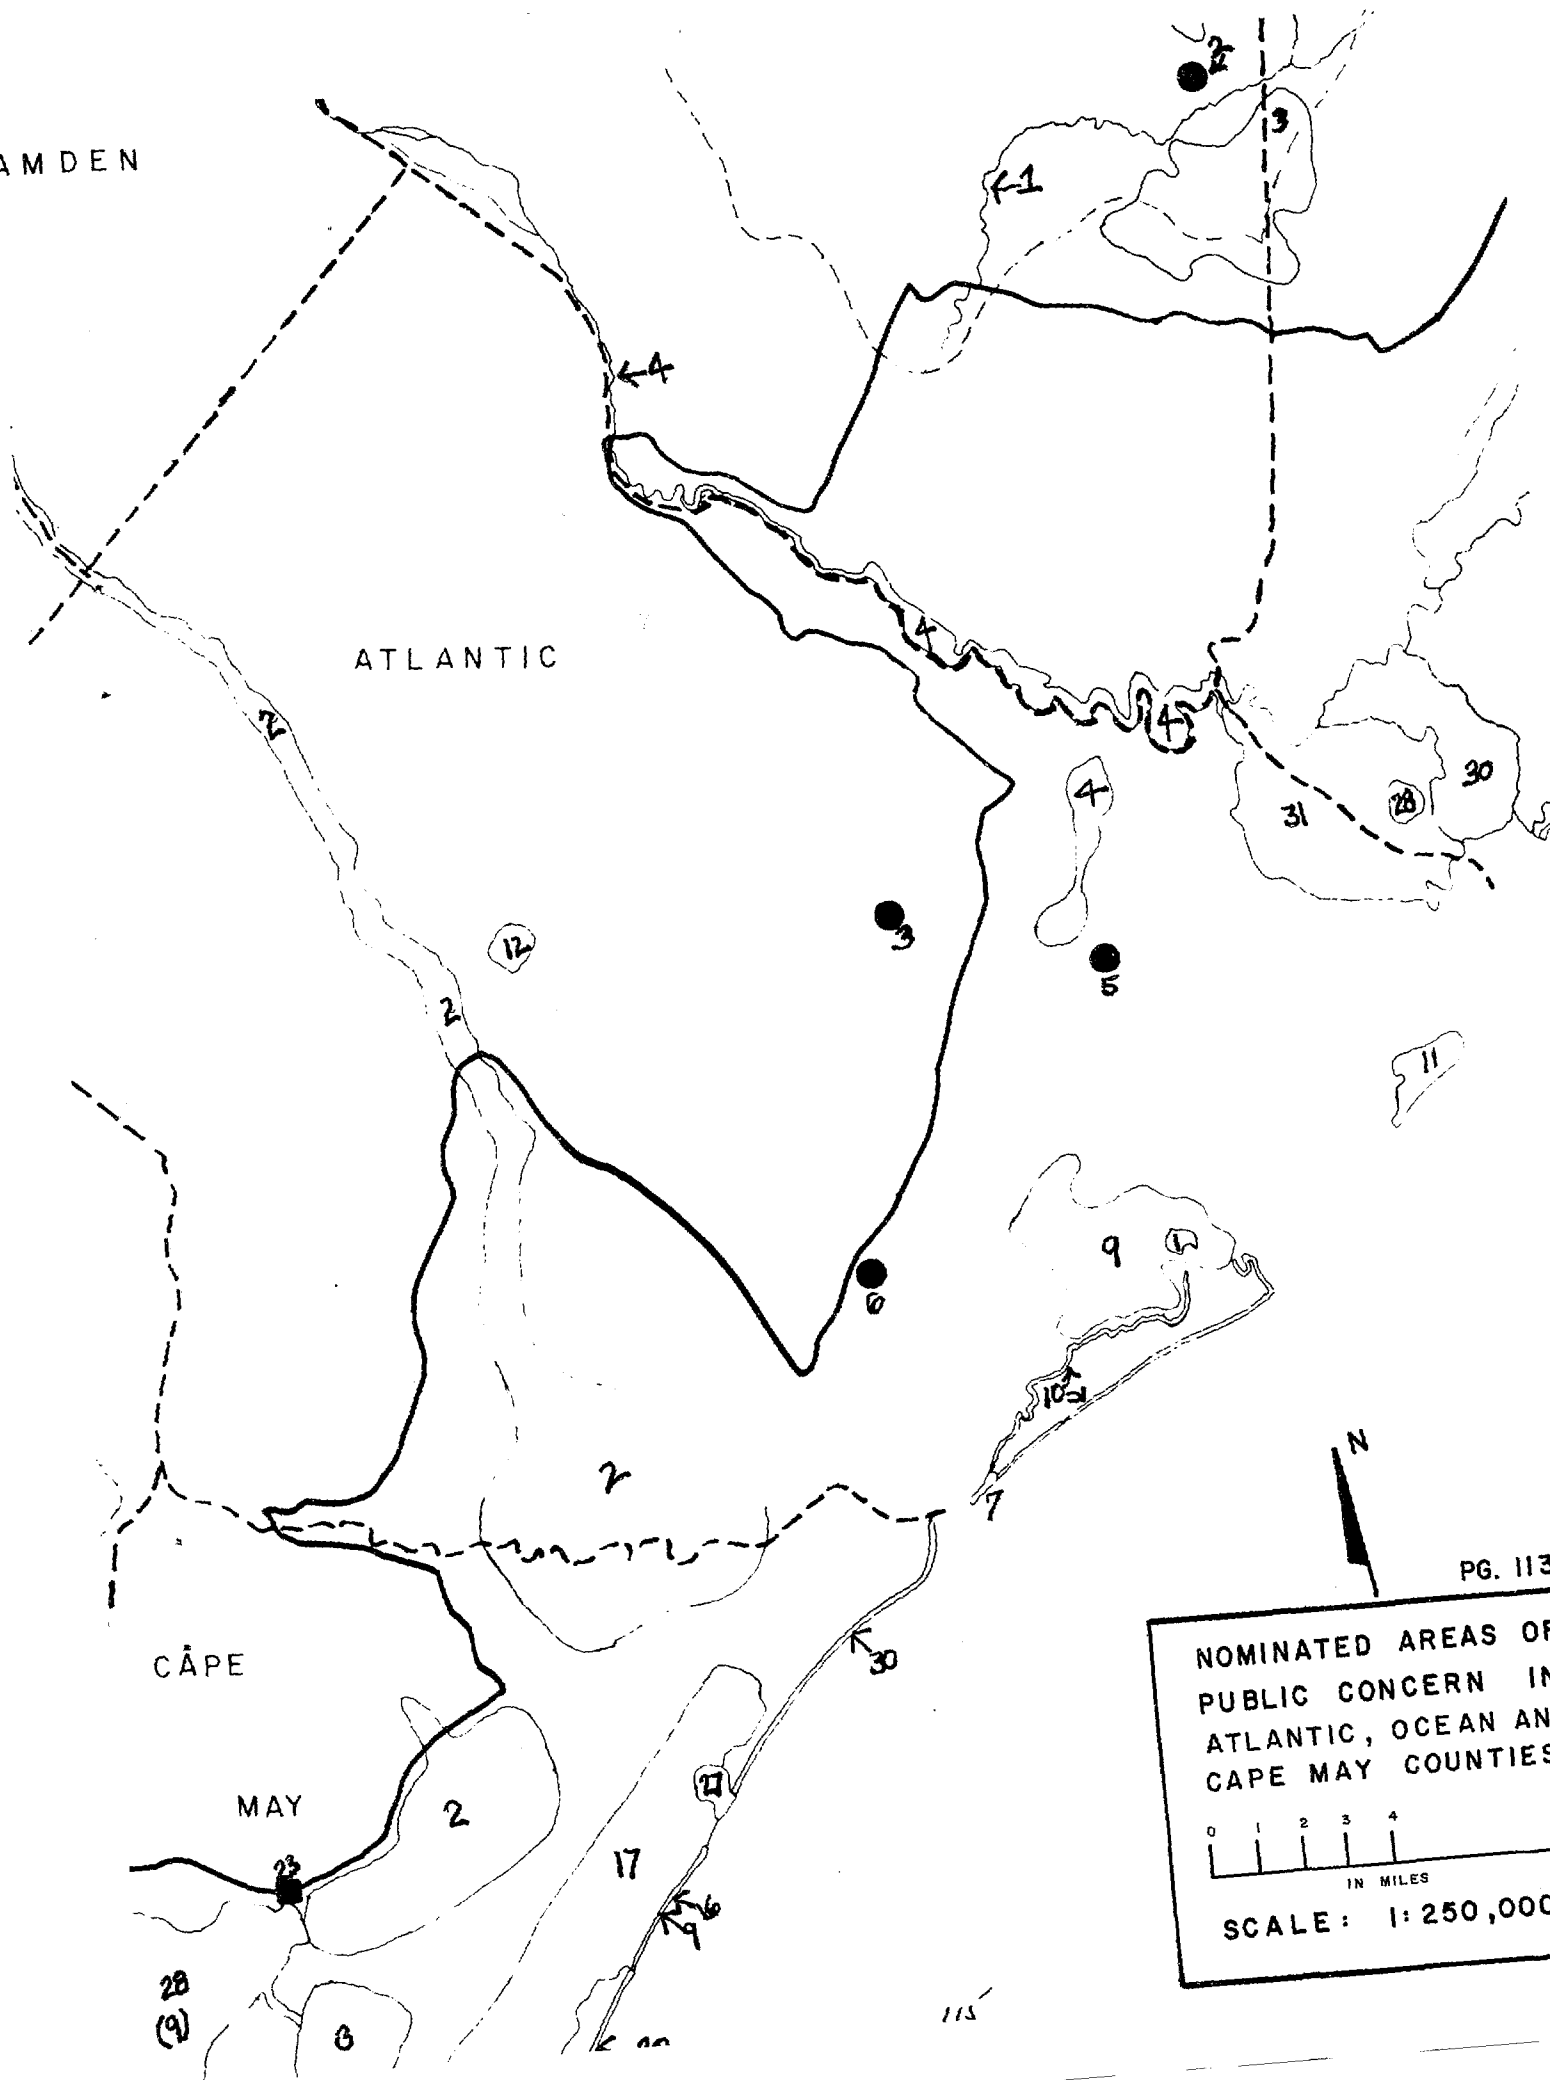 2
3
AMDEN
←1
←4
4
ATLANTIC
2
4
30
4
28
31
3
12
5
2
11
9
1
6
10
2
7
N
PG. 113
NOMINATED AREAS OF
PUBLIC CONCERN IN
ATLANTIC, OCEAN AN
CAPE MAY COUNTIES
0 1 2 3 4
IN MILES
SCALE: 1:250,000
CAPE
30
MAY
2
27
17
23
6
9
28
(9)
8
115